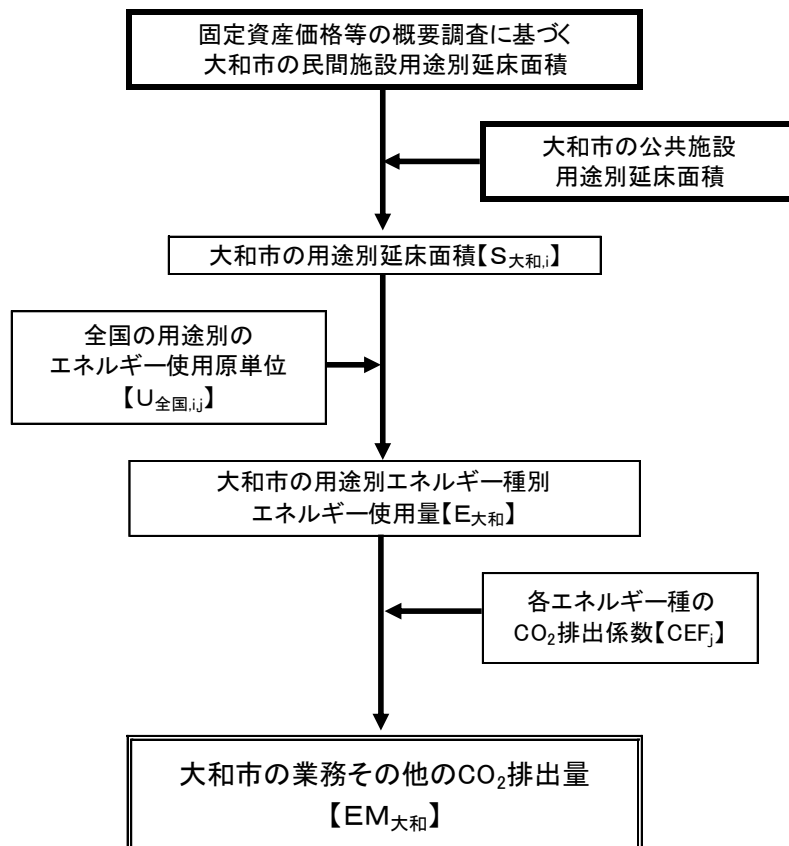 固定資産価格等の概要調査に基づく
大和市の民間施設用途別延床面積
大和市の公共施設
用途別延床面積
大和市の用途別延床面積【S大和,i】
全国の用途別の
エネルギー使用原単位
【U全国,i,j】
大和市の用途別エネルギー種別
エネルギー使用量【E大和】
各エネルギー種の
CO2排出係数【CEFj】
大和市の業務その他のCO2排出量
【EM大和】